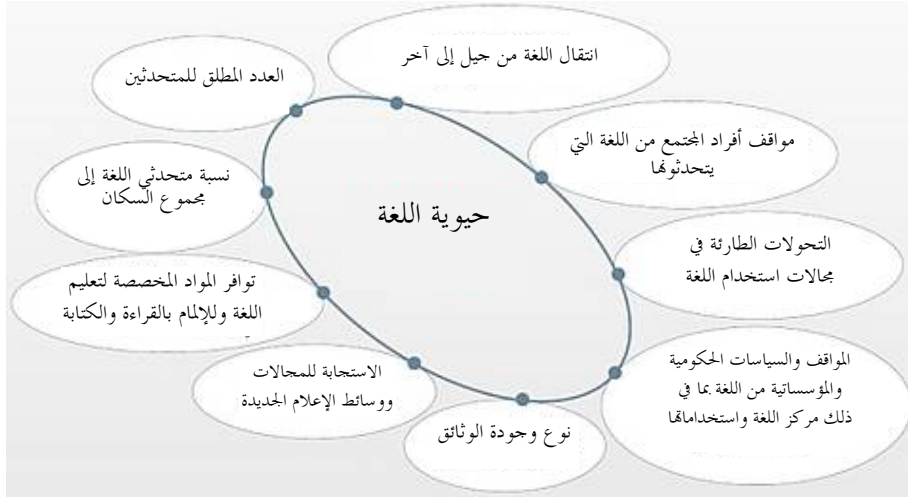 انتقال اللغة من جيل إلى آخر
العدد المطلق للمتحدثين
مواقف أفراد المجتمع من اللغة التي
يتحدثونها
نسبة متحدثي اللغة إلى
مجموع السكان
حيوية اللغة
التحولات الطارئة في
مجالات استخدام اللغة
توافر المواد المخصصة لتعليم
اللغة وللإلمام بالقراءة والكتابة
المواقف والسياسات الحكومية
والمؤسساتية من اللغة بما في
ذلك مركز اللغة واستخداماتها
الاستجابة للمجالات
ووسائط الإعلام الجديدة
نوع وجودة الوثائق